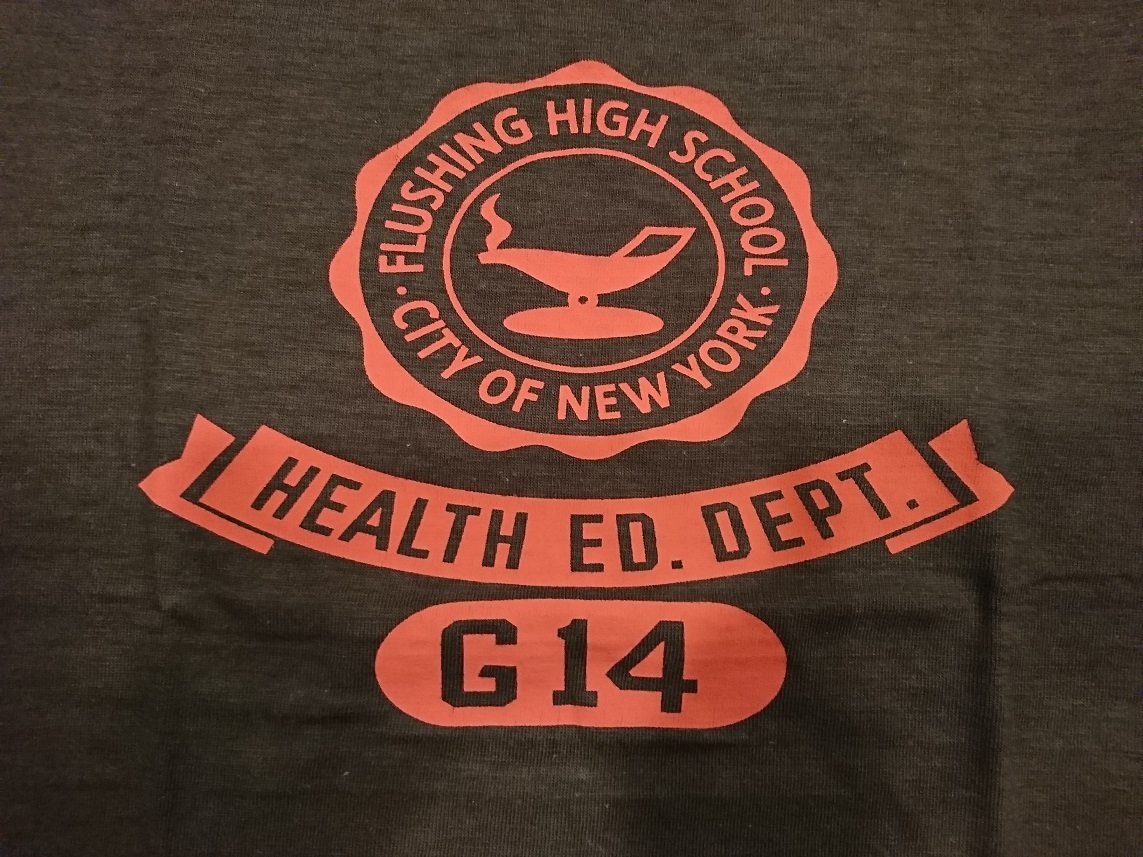 FLUSHING HIGH SCHOOL
· CITY OF NEW YORK ·
HEALTH ED. DEPT.
G14